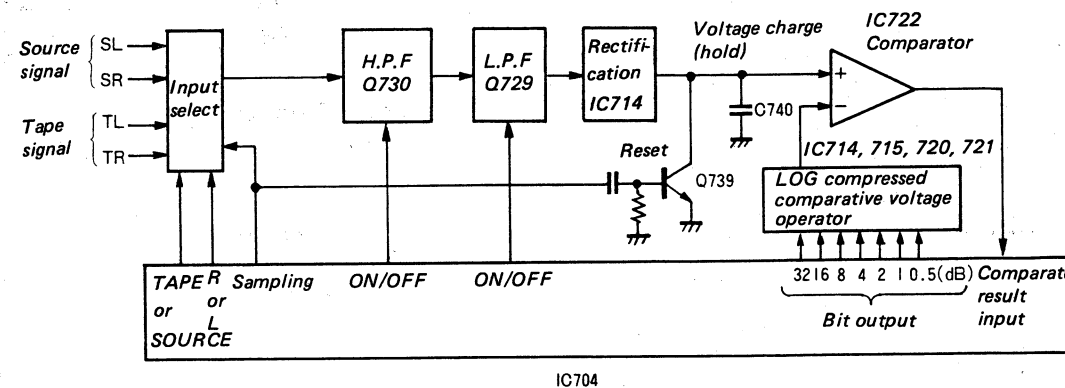 Source signal
SL
SR
Tape signal
TL
TR
Input select
H.P.F
Q730
L.P.F
Q729
Rectifi-
cation
IC714
Voltage charge
(hold)
C740
IC722
Comparator
+
−
Reset
Q739
IC714, 715, 720, 721
LOG compressed
comparative voltage
operator
TAPE
or
SOURCE
R
or
L
Sampling
ON/OFF
ON/OFF
32 16 8 4 2 1 0.5 (dB)
Bit output
result
input
IC704